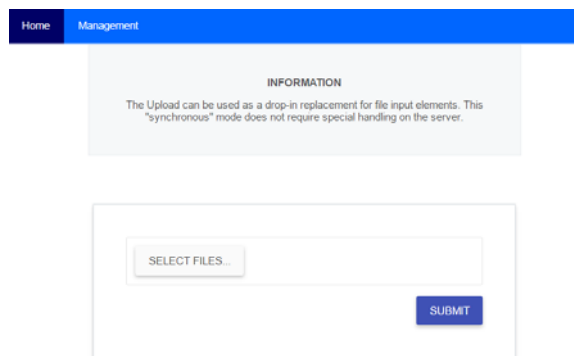 Home Management
INFORMATION
The Upload can be used as a drop-in replacement for file input elements. This
"synchronous" mode does not require special handling on the server.
SELECT FILES...
SUBMIT